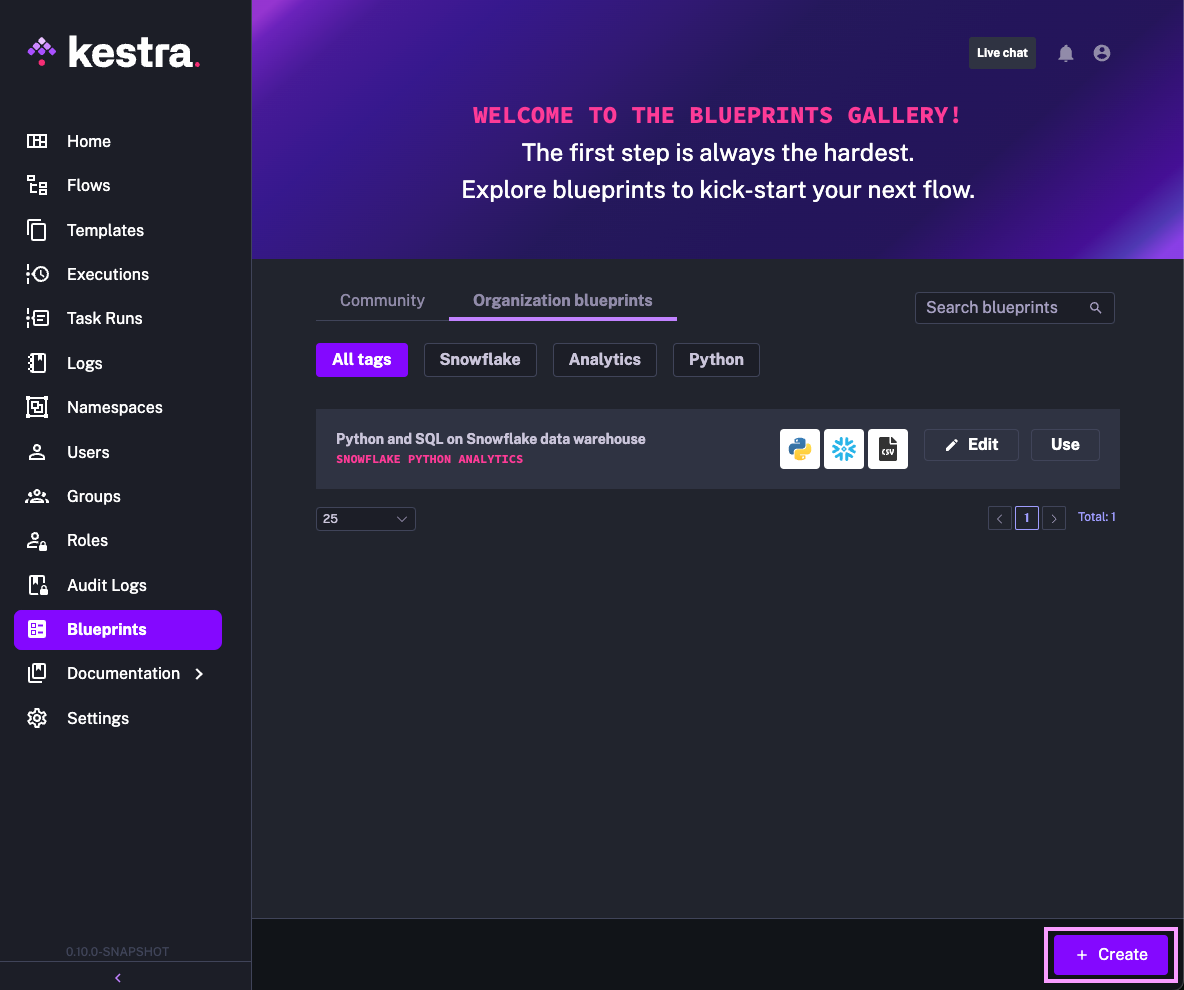 kestra.
Home
Flows
Templates
Executions
Task Runs
Logs
Namespaces
Users
Groups
Roles
Audit Logs
Blueprints
Documentation
Settings
0.10.0-SNAPSHOT
Live chat
WELCOME TO THE BLUEPRINTS GALLERY!
The first step is always the hardest.
Explore blueprints to kick-start your next flow.
Community Organization blueprints Search blueprints
All tags Snowflake Analytics Python
Python and SQL on Snowflake data warehouse
SNOWFLAKE PYTHON ANALYTICS
CSV
Edit Use
25 1 Total: 1
+ Create